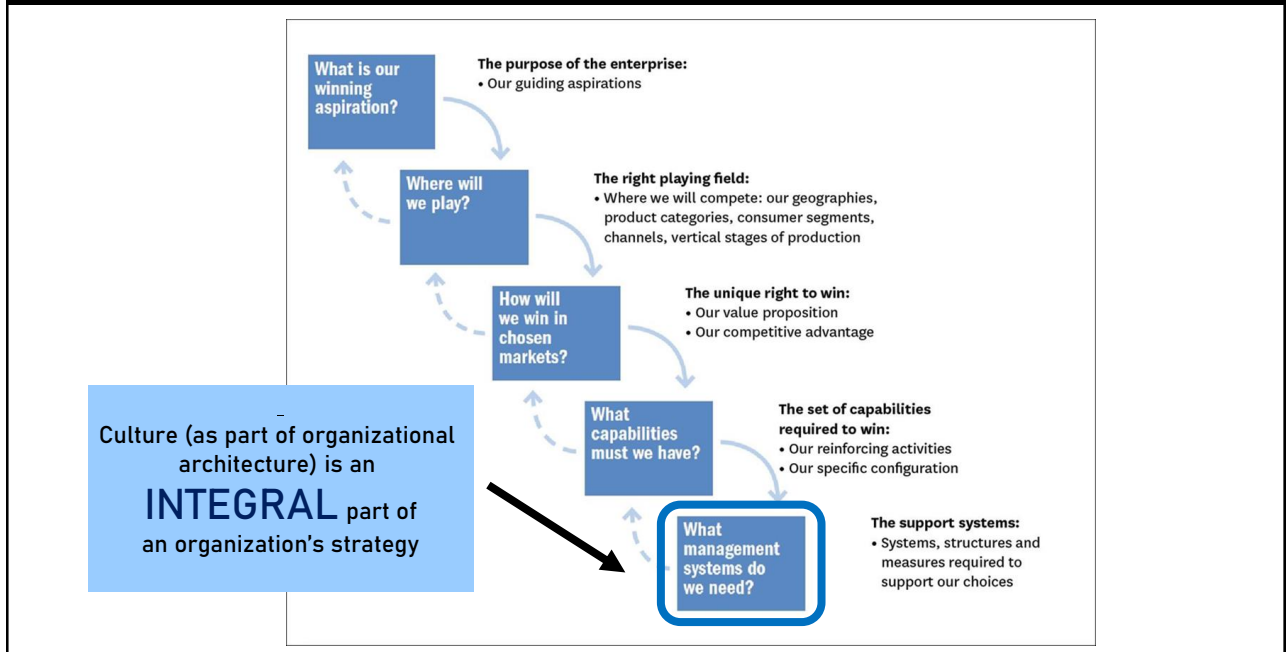 What is our
winning
aspiration?
The purpose of the enterprise:
• Our guiding aspirations
Where will
we play?
The right playing field:
• Where we will compete: our geographies,
product categories, consumer segments,
channels, vertical stages of production
How will
we win in
chosen
markets?
The unique right to win:
• Our value proposition
• Our competitive advantage
What
capabilities
must we have?
The set of capabilities
required to win:
• Our reinforcing activities
• Our specific configuration
What
management
systems do
we need?
The support systems:
• Systems, structures and
measures required to
support our choices
Culture (as part of organizational
architecture) is an
INTEGRAL part of
an organization's strategy